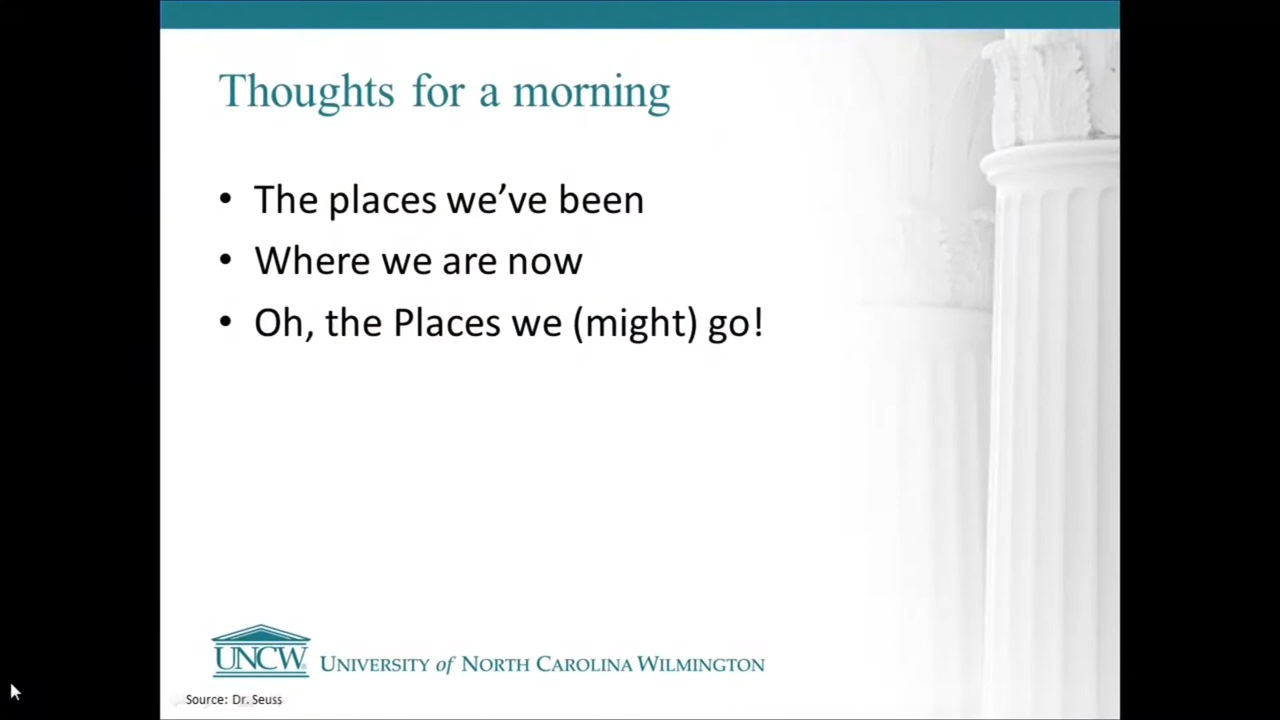 Thoughts for a morning
• The places we’ve been
• Where we are now
• Oh, the Places we (might) go!
UNCW
UNIVERSITY of NORTH CAROLINA WILMINGTON
Source: Dr. Seuss